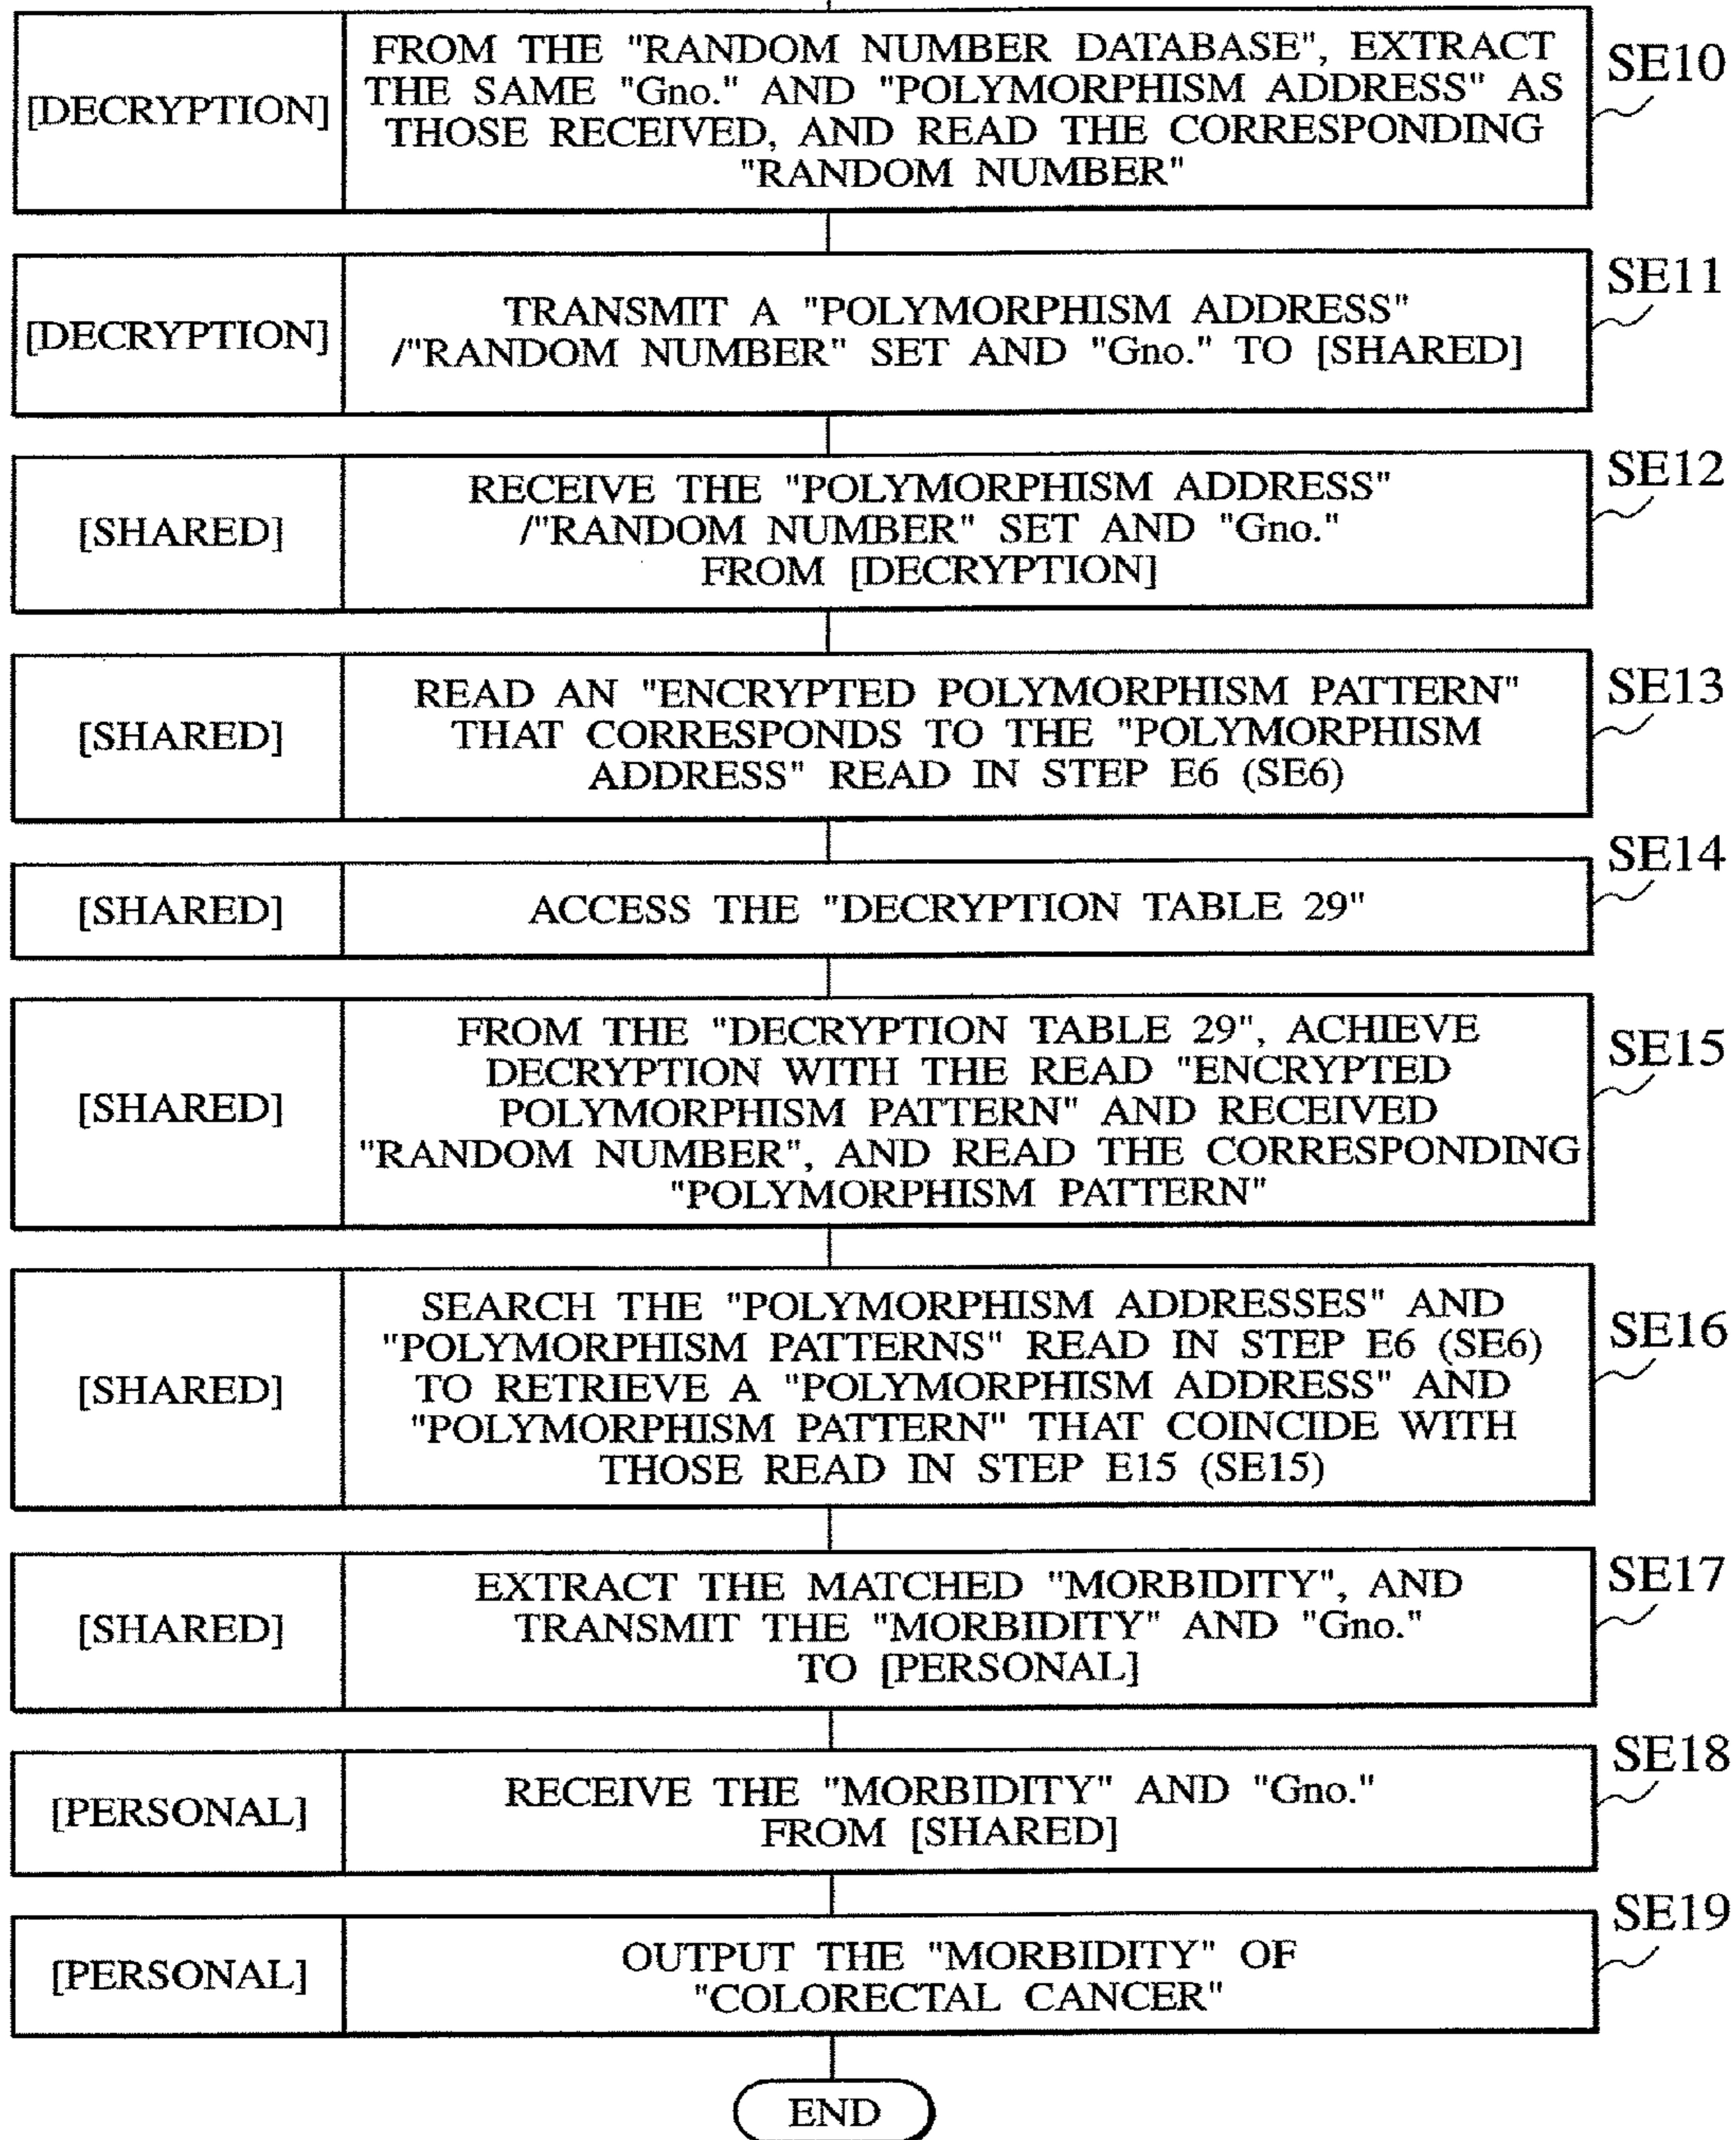 [DECRYPTION]
FROM THE "RANDOM NUMBER DATABASE", EXTRACT
THE SAME "Gno." AND "POLYMORPHISM ADDRESS" AS
THOSE RECEIVED, AND READ THE CORRESPONDING
"RANDOM NUMBER"
SE10
[DECRYPTION]
TRANSMIT A "POLYMORPHISM ADDRESS"
/"RANDOM NUMBER" SET AND "Gno." TO [SHARED]
SE11
[SHARED]
RECEIVE THE "POLYMORPHISM ADDRESS"
/"RANDOM NUMBER" SET AND "Gno."
FROM [DECRYPTION]
SE12
[SHARED]
READ AN "ENCRYPTED POLYMORPHISM PATTERN"
THAT CORRESPONDS TO THE "POLYMORPHISM
ADDRESS" READ IN STEP E6 (SE6)
SE13
[SHARED]
ACCESS THE "DECRYPTION TABLE 29"
SE14
[SHARED]
FROM THE "DECRYPTION TABLE 29", ACHIEVE
DECRYPTION WITH THE READ "ENCRYPTED
POLYMORPHISM PATTERN" AND RECEIVED
"RANDOM NUMBER", AND READ THE CORRESPONDING
"POLYMORPHISM PATTERN"
SE15
[SHARED]
SEARCH THE "POLYMORPHISM ADDRESSES" AND
"POLYMORPHISM PATTERNS" READ IN STEP E6 (SE6)
TO RETRIEVE A "POLYMORPHISM ADDRESS" AND
"POLYMORPHISM PATTERN" THAT COINCIDE WITH
THOSE READ IN STEP E15 (SE15)
SE16
[SHARED]
EXTRACT THE MATCHED "MORBIDITY", AND
TRANSMIT THE "MORBIDITY" AND "Gno."
TO [PERSONAL]
SE17
[PERSONAL]
RECEIVE THE "MORBIDITY" AND "Gno."
FROM [SHARED]
SE18
[PERSONAL]
OUTPUT THE "MORBIDITY" OF
"COLORECTAL CANCER"
SE19
END